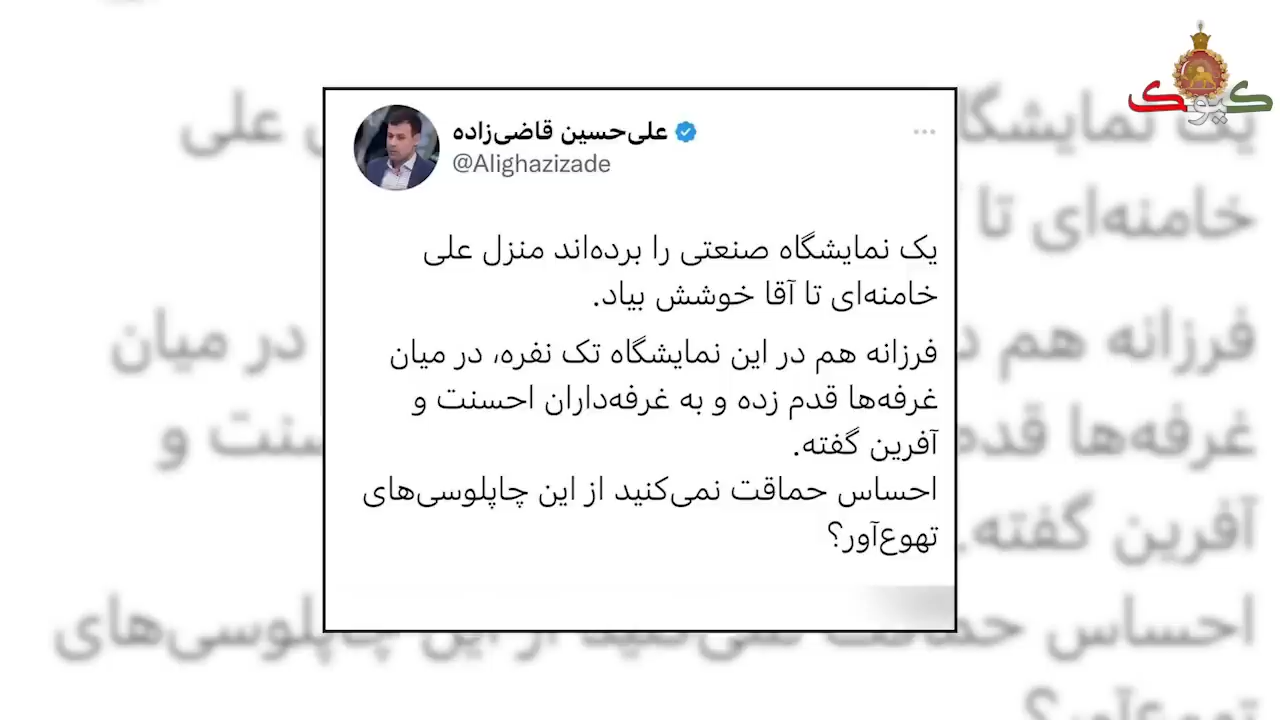 علی‌حسین قاضی‌زاده
@Alighazizade
یک نمایشگاه صنعتی را برده‌اند منزل علی
خامنه‌ای تا آقا خوشش بیاد.
فرزانه هم در این نمایشگاه تک نفره، در میان
غرفه‌ها قدم زده و به غرفه‌داران احسنت و
آفرین گفته.
احساس حماقت نمی‌کنید از این چاپلوسی‌های
تهوع‌آور؟
کیوک